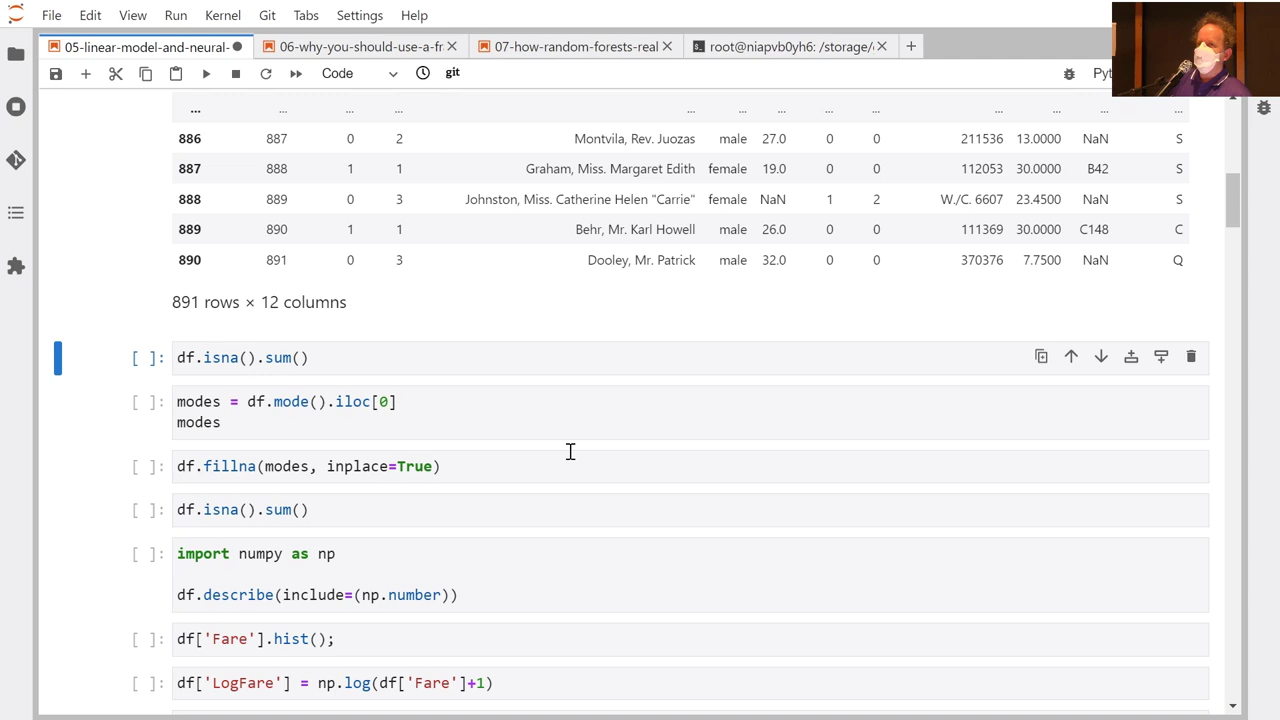 File Edit View Run Kernel Git Tabs Settings Help
05-linear-model-and-neural- 06-why-you-should-use-a-fr 07-how-random-forests-real root@niapvb0yh6: /storage/
Code git
... ... ... ... ... ... ... ... ... ... ... ... ...
886 887 0 2 Montvila, Rev. Juozas male 27.0 0 0 211536 13.0000 NaN S
887 888 1 1 Graham, Miss. Margaret Edith female 19.0 0 0 112053 30.0000 B42 S
888 889 0 3 Johnston, Miss. Catherine Helen "Carrie" female NaN 1 2 W./C. 6607 23.4500 NaN S
889 890 1 1 Behr, Mr. Karl Howell male 26.0 0 0 111369 30.0000 C148 C
890 891 0 3 Dooley, Mr. Patrick male 32.0 0 0 370376 7.7500 NaN Q
891 rows × 12 columns
[ ]: df.isna().sum()
[ ]: modes = df.mode().iloc[0]
modes
[ ]: df.fillna(modes, inplace=True)
[ ]: df.isna().sum()
[ ]: import numpy as np
df.describe(include=(np.number))
[ ]: df['Fare'].hist();
[ ]: df['LogFare'] = np.log(df['Fare']+1)